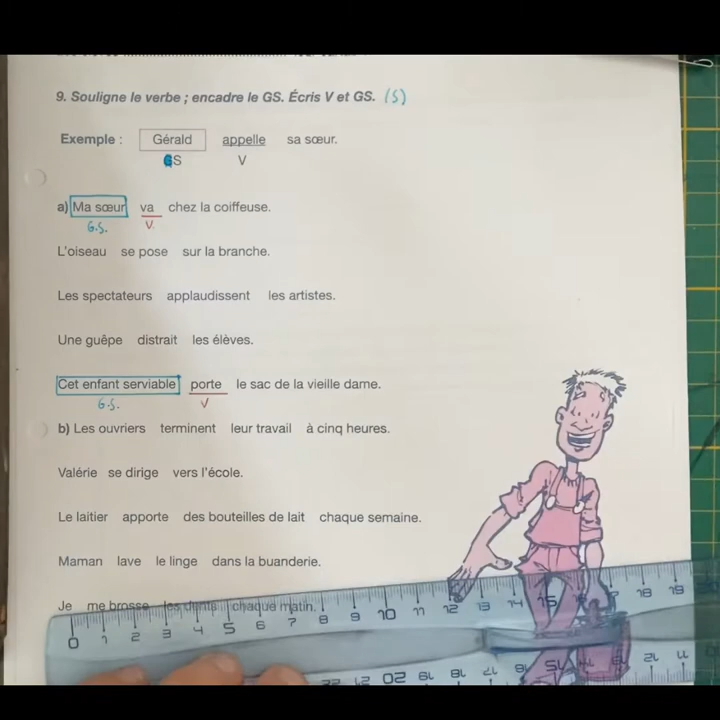 9. Souligne le verbe ; encadre le GS. Écris V et GS. (S)
Exemple : Gérald appelle sa sœur.
GS V
a) Ma sœur va chez la coiffeuse.
G.S. V.
L'oiseau se pose sur la branche.
Les spectateurs applaudissent les artistes.
Une guêpe distrait les élèves.
Cet enfant serviable porte le sac de la vieille dame.
G.S. V
b) Les ouvriers terminent leur travail à cinq heures.
Valérie se dirige vers l'école.
Le laitier apporte des bouteilles de lait chaque semaine.
Maman lave le linge dans la buanderie.
Je me brosse les dents chaque matin.
0 1 2 3 4 5 6 7 8 9 10 11 12 13 14 15 17 18 19